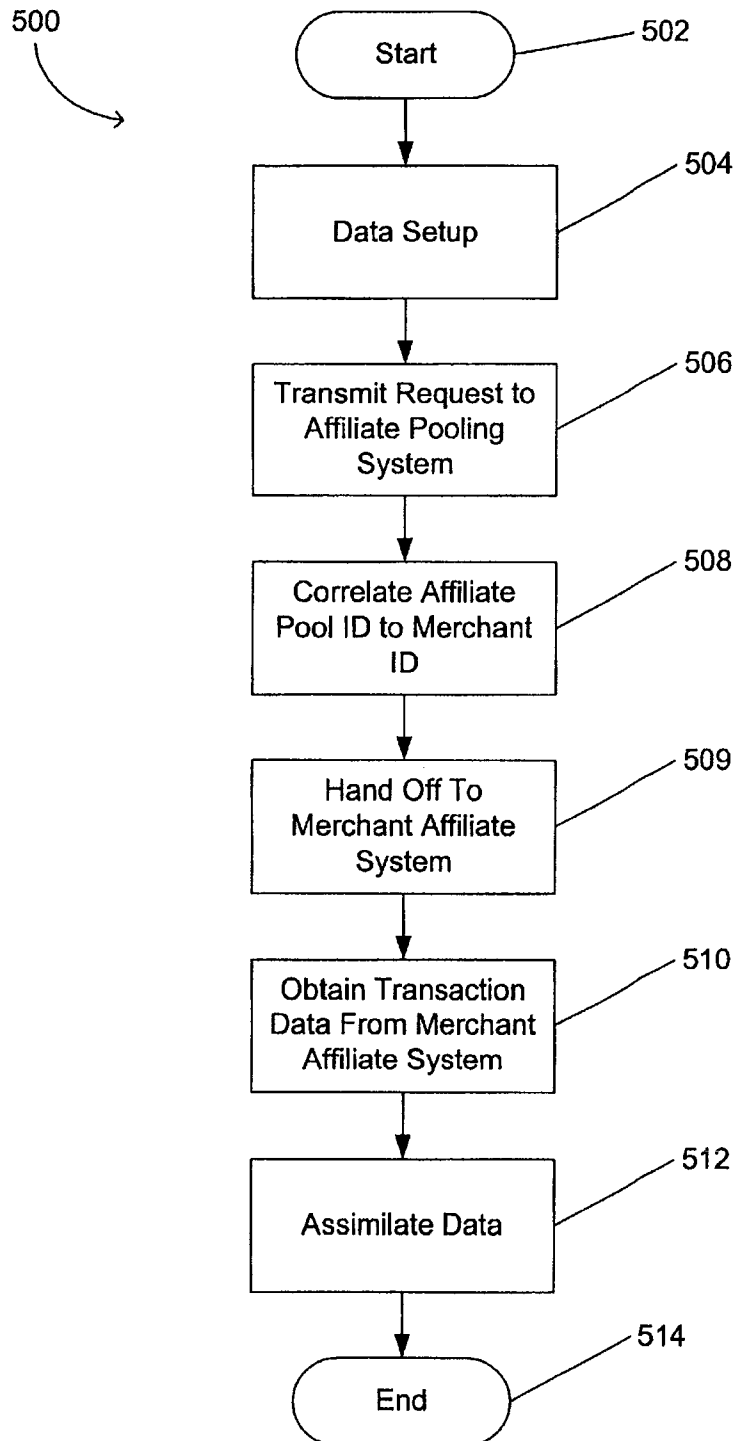 500
Start
502
Data Setup
504
Transmit Request to
Affiliate Pooling
System
506
Correlate Affiliate
Pool ID to Merchant
ID
508
Hand Off To
Merchant Affiliate
System
509
Obtain Transaction
Data From Merchant
Affiliate System
510
Assimilate Data
512
End
514